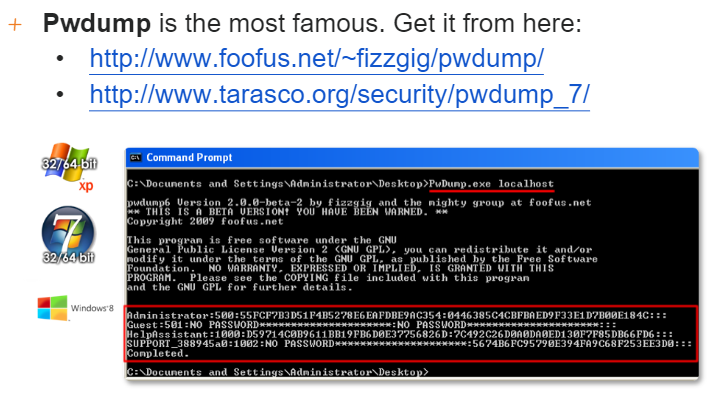 + Pwdump is the most famous. Get it from here:
• http://www.foofus.net/~fizzgig/pwdump/
• http://www.tarasco.org/security/pwdump_7/
32/64 bit
xp
7
32/64 bit
Windows 8
C:\ Command Prompt
C:\Documents and Settings\Administrator\Desktop>PwDump.exe localhost
pwdump6 Version 2.0.0-beta-2 by fizzgig and the mighty group at foofus.net
** THIS IS A BETA VERSION! YOU HAVE BEEN WARNED. **
Copyright 2009 foofus.net
This program is free software under the GNU
General Public License Version 2 (GNU GPL), you can redistribute it and/or
modify it under the terms of the GNU GPL, as published by the Free Software
Foundation.  NO WARRANTY, EXPRESSED OR IMPLIED, IS GRANTED WITH THIS
PROGRAM.  Please see the COPYING file included with this program
and the GNU GPL for further details.
Administrator:500:55FCF7B3D51F4B5278E6EAFDBE9AC354:0446385C4CBFBAED9F33E1D7B00E184C:::
Guest:501:NO PASSWORD*********************:NO PASSWORD*********************:::
HelpAssistant:1000:D59714C0B9611BB19FB6D0E37756826D:7C492C26D0A0DA0ED130F7F85DB66FD6:::
SUPPORT_388945a0:1002:NO PASSWORD*********************:5674B6FC95790E394FA9C68F253EE3D0:::
Completed.
C:\Documents and Settings\Administrator\Desktop>